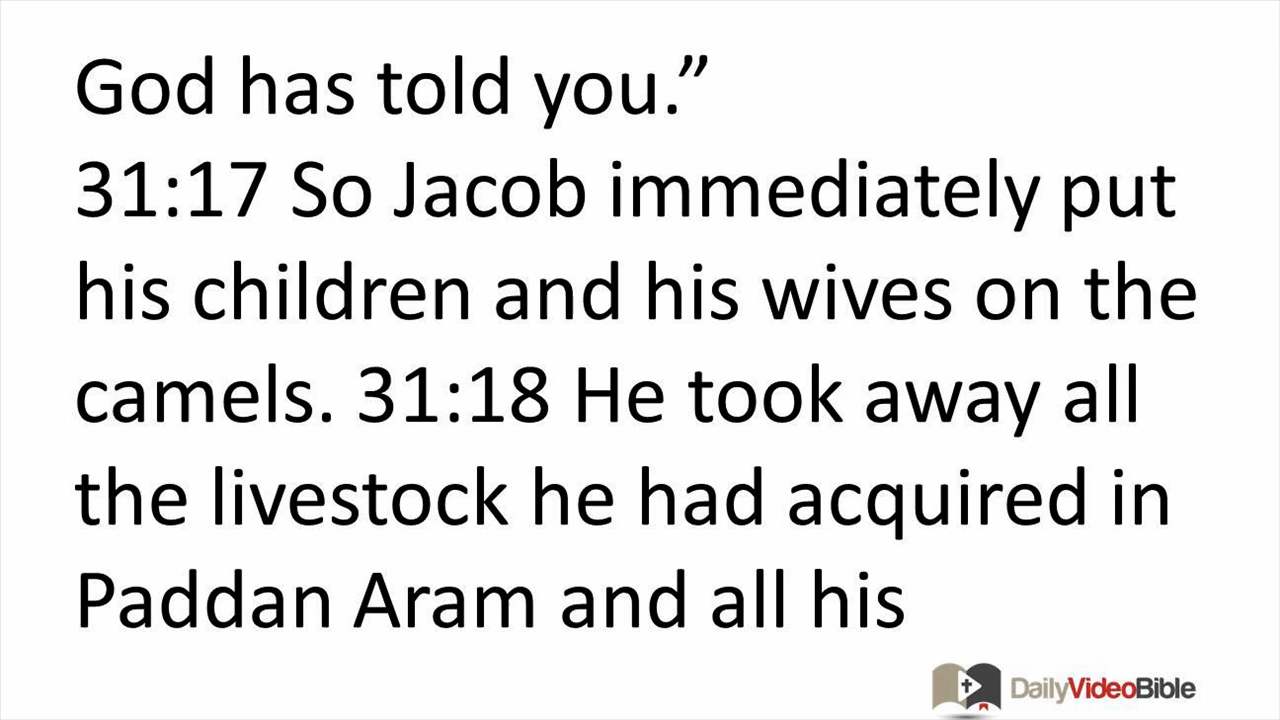 God has told you.”
31:17 So Jacob immediately put
his children and his wives on the
camels. 31:18 He took away all
the livestock he had acquired in
Paddan Aram and all his
DailyVideoBible